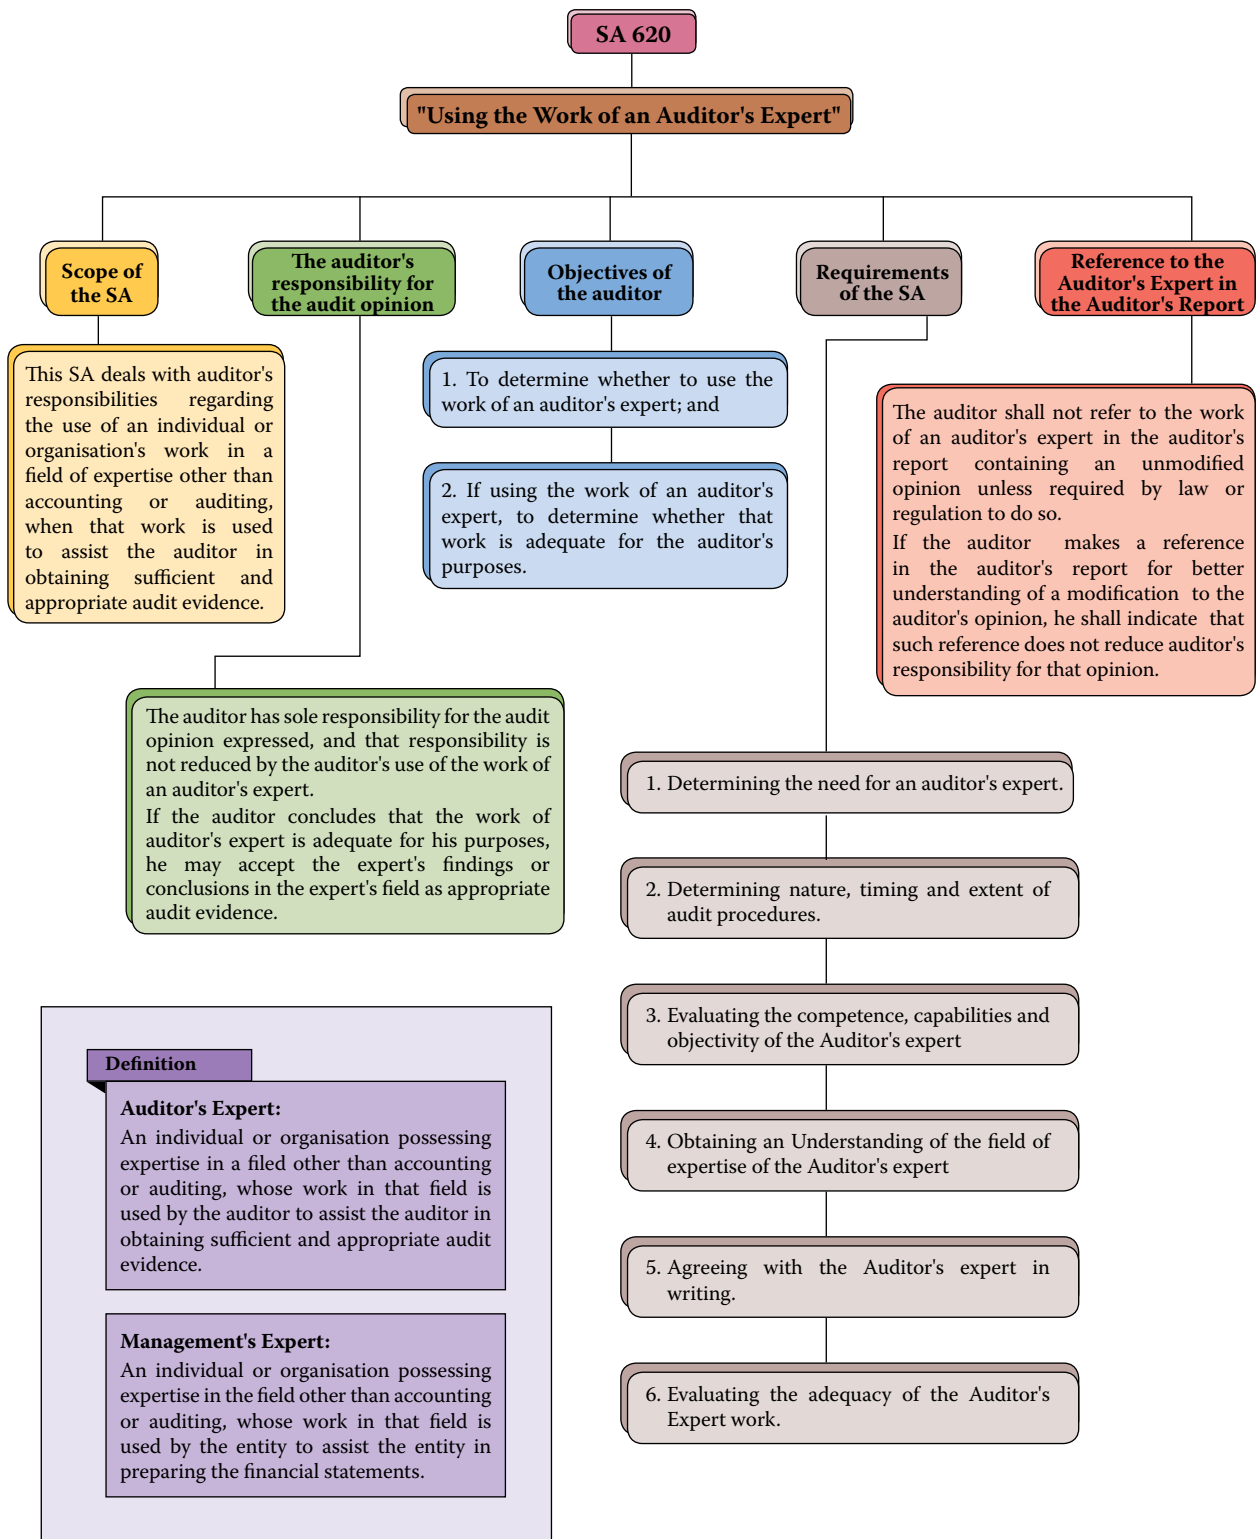 SA 620
"Using the Work of an Auditor's Expert"
Scope of
the SA
This SA deals with auditor's
responsibilities regarding
the use of an individual or
organisation's work in a
field of expertise other than
accounting or auditing,
when that work is used
to assist the auditor in
obtaining sufficient and
appropriate audit evidence.
The auditor's
responsibility for
the audit opinion
The auditor has sole responsibility for the audit
opinion expressed, and that responsibility is
not reduced by the auditor's use of the work of
an auditor's expert.
If the auditor concludes that the work of
auditor's expert is adequate for his purposes,
he may accept the expert's findings or
conclusions in the expert's field as appropriate
audit evidence.
Objectives of
the auditor
1. To determine whether to use the
work of an auditor's expert; and
2. If using the work of an auditor's
expert, to determine whether that
work is adequate for the auditor's
purposes.
Requirements
of the SA
1. Determining the need for an auditor's expert.
2. Determining nature, timing and extent of
audit procedures.
3. Evaluating the competence, capabilities and
objectivity of the Auditor's expert
4. Obtaining an Understanding of the field of
expertise of the Auditor's expert
5. Agreeing with the Auditor's expert in
writing.
6. Evaluating the adequacy of the Auditor's
Expert work.
Reference to the
Auditor's Expert in
the Auditor's Report
The auditor shall not refer to the work
of an auditor's expert in the auditor's
report containing an unmodified
opinion unless required by law or
regulation to do so.
If the auditor makes a reference
in the auditor's report for better
understanding of a modification to the
auditor's opinion, he shall indicate that
such reference does not reduce auditor's
responsibility for that opinion.
Definition
Auditor's Expert:
An individual or organisation possessing
expertise in a filed other than accounting
or auditing, whose work in that field is
used by the auditor to assist the auditor in
obtaining sufficient and appropriate audit
evidence.
Management's Expert:
An individual or organisation possessing
expertise in the field other than accounting
or auditing, whose work in that field is
used by the entity to assist the entity in
preparing the financial statements.